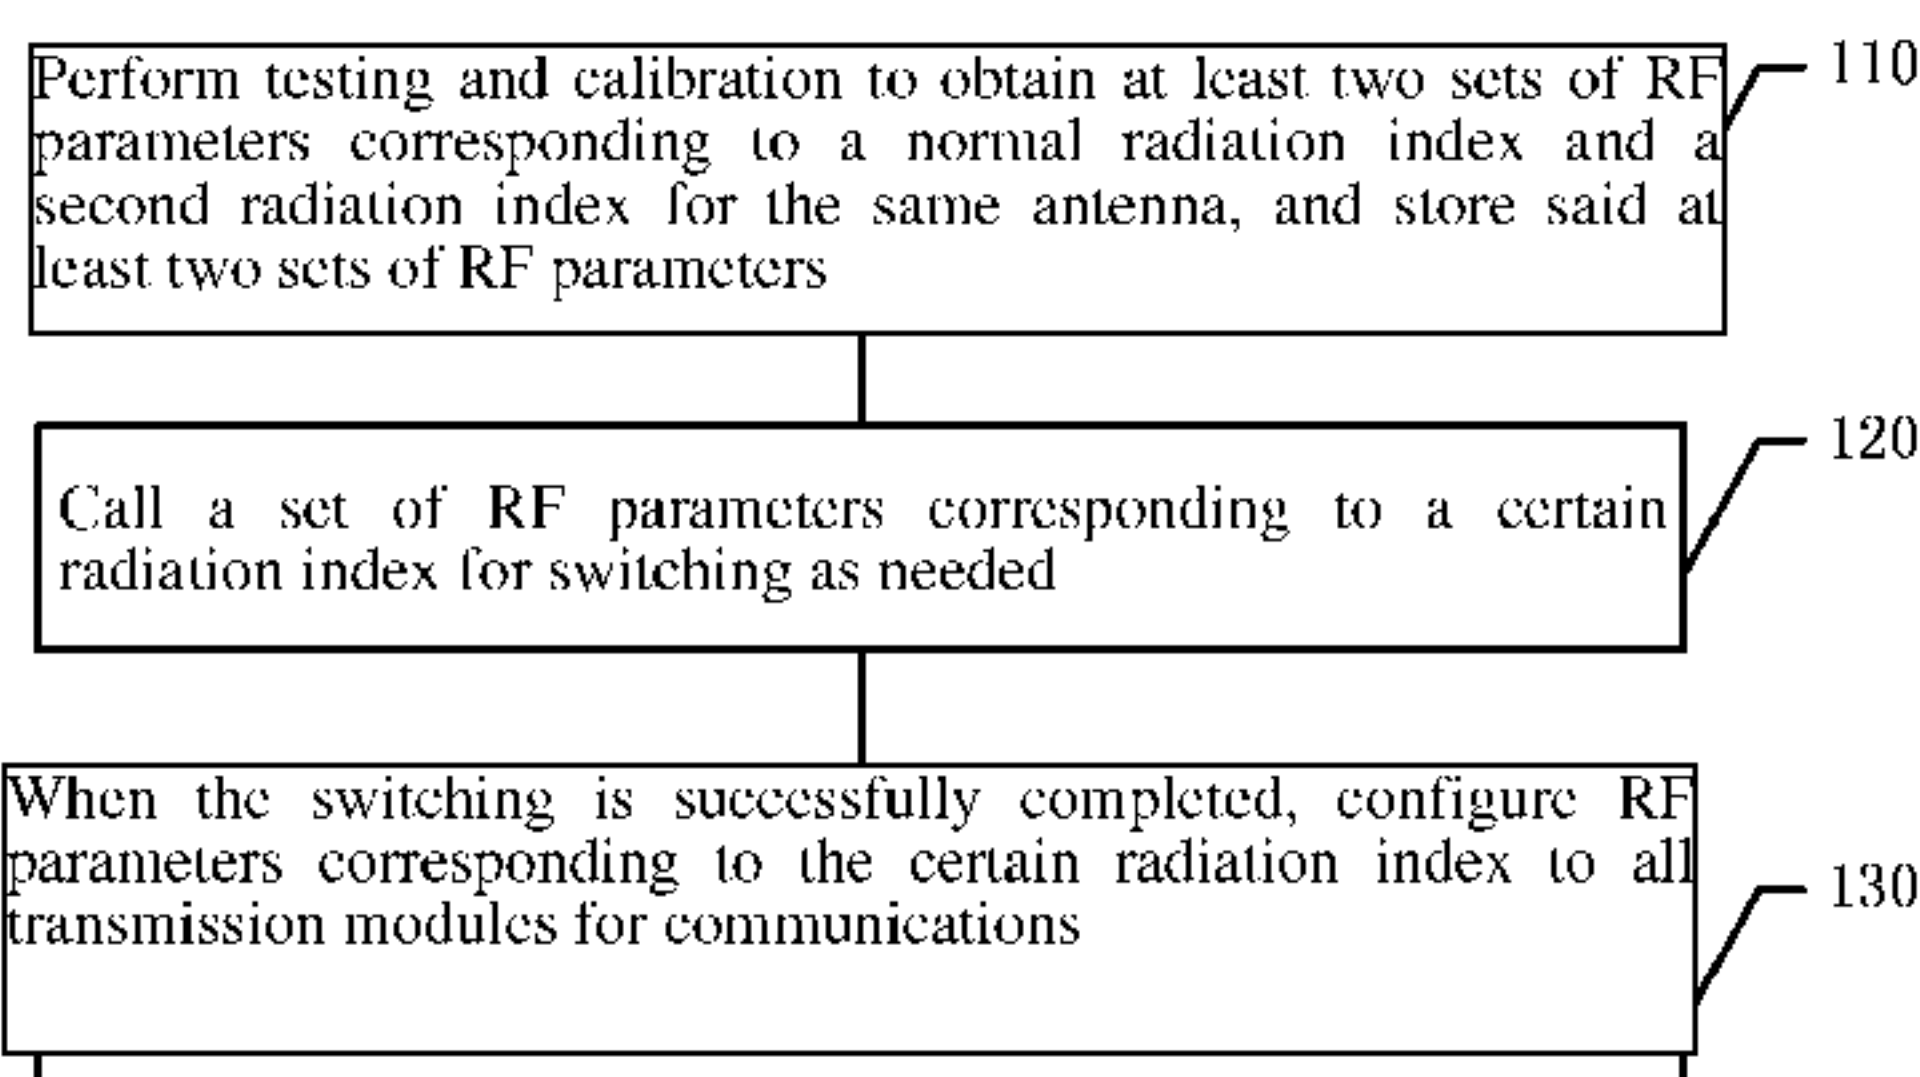 Perform testing and calibration to obtain at least two sets of RF
110
parameters corresponding to a normal radiation index and a
second radiation index for the same antenna, and store said at
least two sets of RF parameters
120
Call a set of RF parameters corresponding to a certain
radiation index for switching as needed
When the switching is successfully completed, configure RF
parameters corresponding to the certain radiation index to all
130
transmission modules for communications